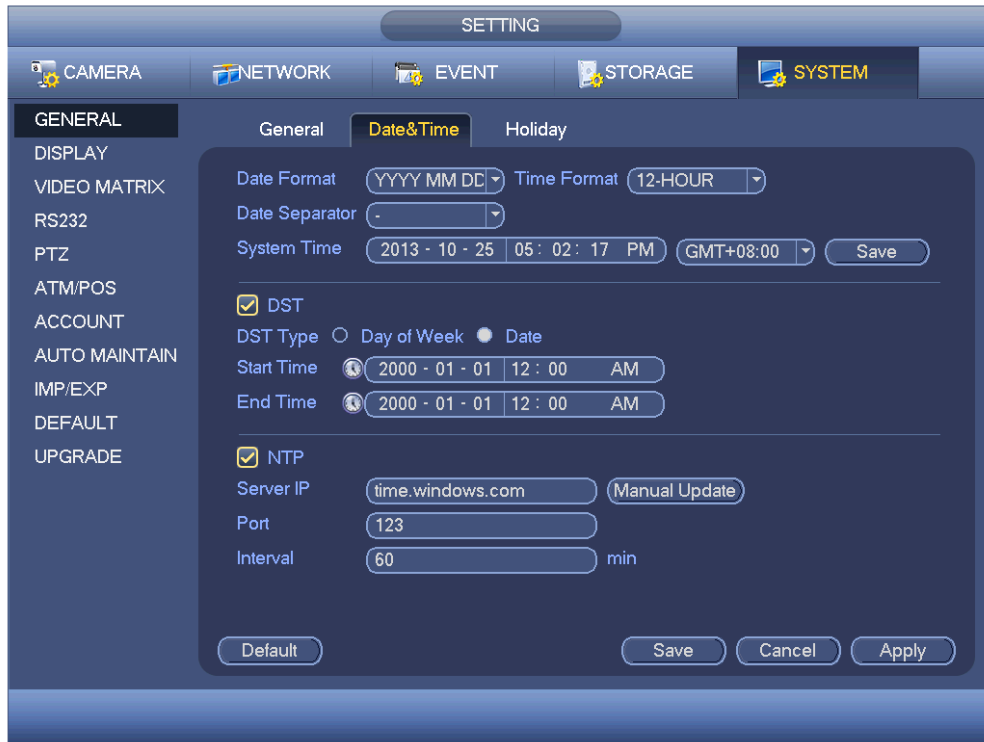 SETTING
CAMERA NETWORK EVENT STORAGE SYSTEM
GENERAL
DISPLAY
VIDEO MATRIX
RS232
PTZ
ATM/POS
ACCOUNT
AUTO MAINTAIN
IMP/EXP
DEFAULT
UPGRADE
General Date&Time Holiday
Date Format YYYY MM DD Time Format 12-HOUR
Date Separator -
System Time 2013 - 10 - 25 05 : 02 : 17 PM GMT+08:00 Save
DST
DST Type Day of Week Date
Start Time 2000 - 01 - 01 12 : 00 AM
End Time 2000 - 01 - 01 12 : 00 AM
NTP
Server IP time.windows.com Manual Update
Port 123
Interval 60 min
Default Save Cancel Apply